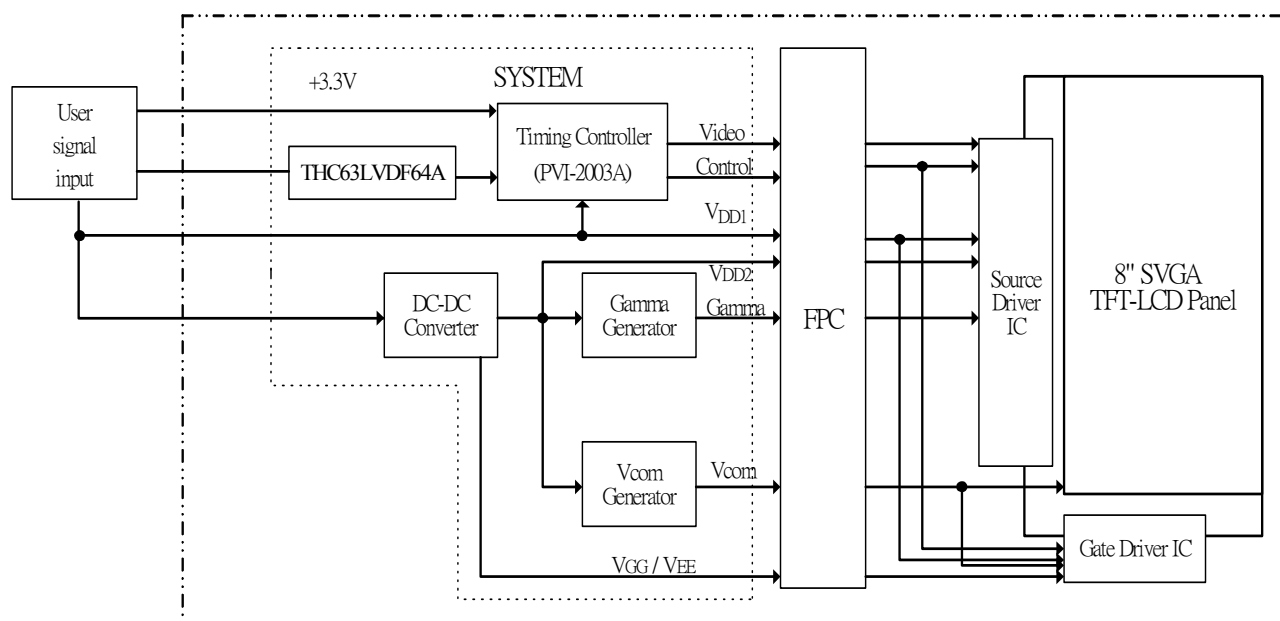 +3.3V
SYSTEM
User
signal
input
Timing Controller
(PVI-2003A)
THC63LVDF64A
Video
Control
VDD1
VDD2
DC-DC
Converter
Gamma
Generator
Gamma
FPC
Source
Driver
IC
8" SVGA
TFT-LCD Panel
Vcom
Generator
Vcom
Gate Driver IC
VGG / VEE